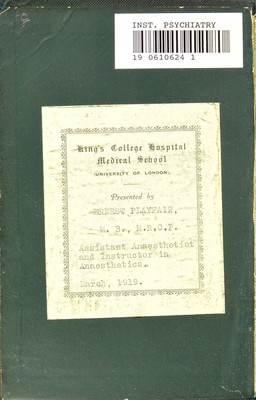 INST. PSYCHIATRY
19 0610624 1
King's College Hospital
Medical School
(UNIVERSITY OF LONDON)
Presented by
ERNEST PLAYFAIR,
M. B., M.R.C.P.
Assistant Anaesthetist
and Instructor in
Anaesthetics.
March, 1919.